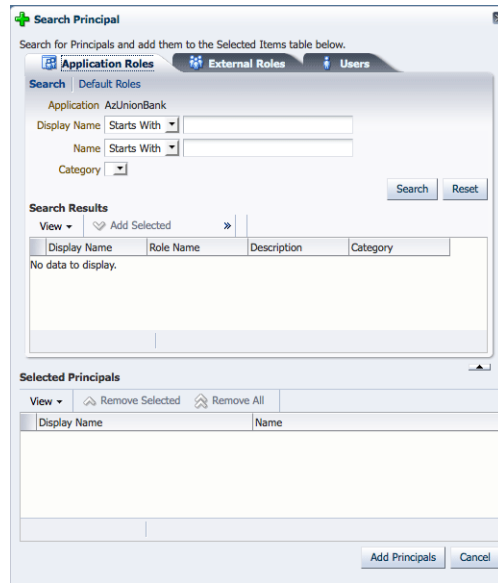 Search Principal
Search for Principals and add them to the Selected Items table below.
Application Roles External Roles Users
Search Default Roles
Application AzUnionBank
Display Name Starts With
Name Starts With
Category
Search Reset
Search Results
View Add Selected »
Display Name Role Name Description Category
No data to display.
Selected Principals
View Remove Selected Remove All
Display Name Name
Add Principals Cancel